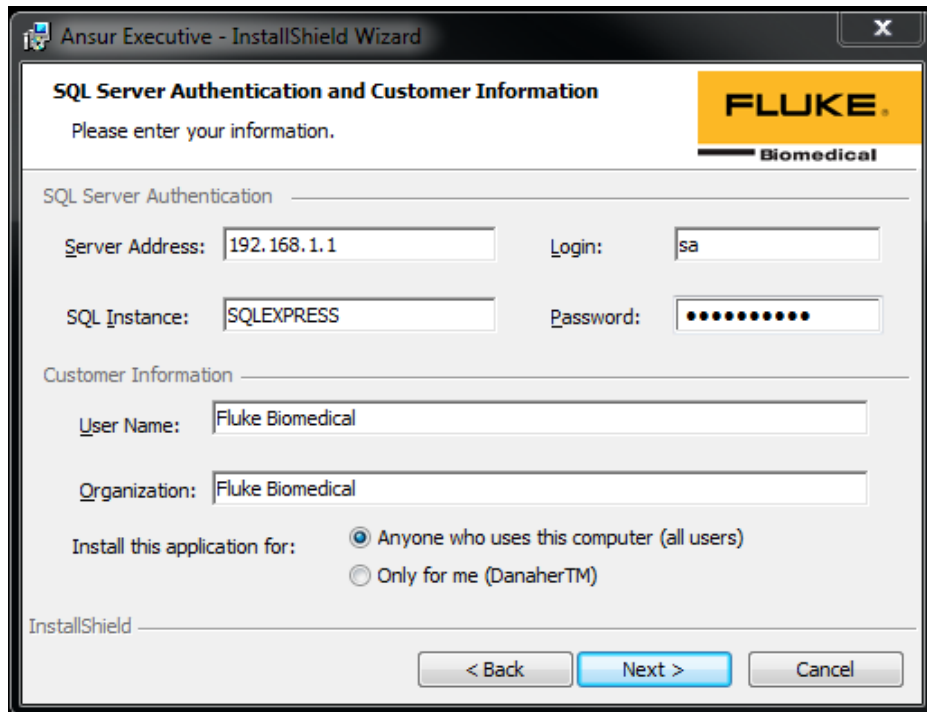 Ansur Executive - InstallShield Wizard
x
SQL Server Authentication and Customer Information
Please enter your information.
FLUKE®
Biomedical
SQL Server Authentication
Server Address: 192.168.1.1 Login: sa
SQL Instance: SQLEXPRESS Password: ●●●●●●●●●●
Customer Information
User Name: Fluke Biomedical
Organization: Fluke Biomedical
Install this application for: Anyone who uses this computer (all users)
Only for me (DanaherTM)
InstallShield
< Back Next > Cancel